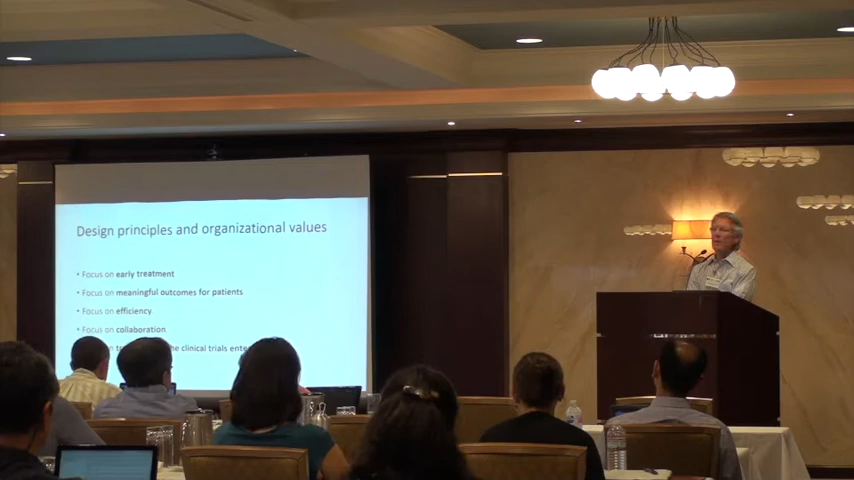 Design principles and organizational values
• Focus on early treatment
• Focus on meaningful outcomes for patients
• Focus on efficiency
• Focus on collaboration
the clinical trials